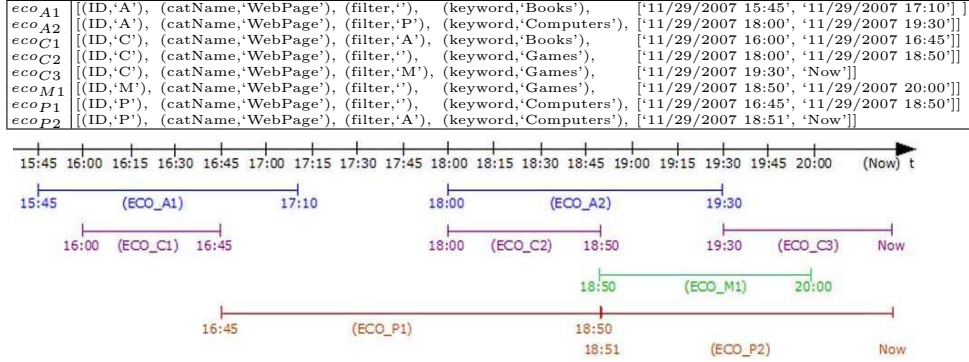 eco_A1 [[(ID,'A'), (catName,'WebPage'), (filter,''), (keyword,'Books'), ['11/29/2007 15:45', '11/29/2007 17:10'] ]
eco_A2 [[(ID,'A'), (catName,'WebPage'), (filter,'P'), (keyword,'Computers'), ['11/29/2007 18:00', '11/29/2007 19:30']]
eco_C1 [[(ID,'C'), (catName,'WebPage'), (filter,'A'), (keyword,'Books'), ['11/29/2007 16:00', '11/29/2007 16:45']]
eco_C2 [[(ID,'C'), (catName,'WebPage'), (filter,''), (keyword,'Games'), ['11/29/2007 18:00', '11/29/2007 18:50']]
eco_C3 [[(ID,'C'), (catName,'WebPage'), (filter,'M'), (keyword,'Games'), ['11/29/2007 19:30', 'Now']]
eco_M1 [[(ID,'M'), (catName,'WebPage'), (filter,''), (keyword,'Games'), ['11/29/2007 18:50', '11/29/2007 20:00']]
eco_P1 [[(ID,'P'), (catName,'WebPage'), (filter,''), (keyword,'Computers'), ['11/29/2007 16:45', '11/29/2007 18:50']]
eco_P2 [[(ID,'P'), (catName,'WebPage'), (filter,'A'), (keyword,'Computers'), ['11/29/2007 18:51', 'Now']]
15:45 16:00 16:15 16:30 16:45 17:00 17:15 17:30 17:45 18:00 18:15 18:30 18:45 19:00 19:15 19:30 19:45 20:00 (Now) t
15:45 (ECO_A1) 17:10 18:00 (ECO_A2) 19:30
16:00 (ECO_C1) 16:45 18:00 (ECO_C2) 18:50 19:30 (ECO_C3) Now
18:50 (ECO_M1) 20:00
16:45 (ECO_P1) 18:50
18:51 (ECO_P2) Now